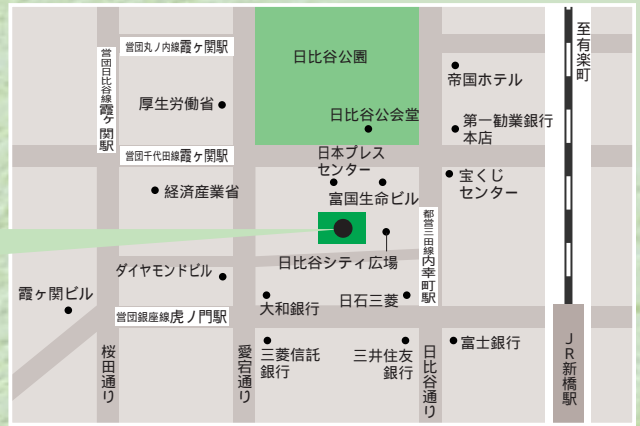 営団丸ノ内線霞ヶ関駅
日比谷公園
至有楽町
帝国ホテル
営団日比谷線霞ヶ関駅
厚生労働省
日比谷公会堂
第一勧業銀行
本店
営団千代田線霞ヶ関駅
日本プレス
センター
宝くじ
センター
経済産業省
富国生命ビル
都営三田線内幸町駅
日比谷シティ広場
ダイヤモンドビル
霞ヶ関ビル
大和銀行
日石三菱
営団銀座線虎ノ門駅
桜田通り
愛宕通り
三菱信託
銀行
三井住友
銀行
日比谷通り
富士銀行
JR新橋駅